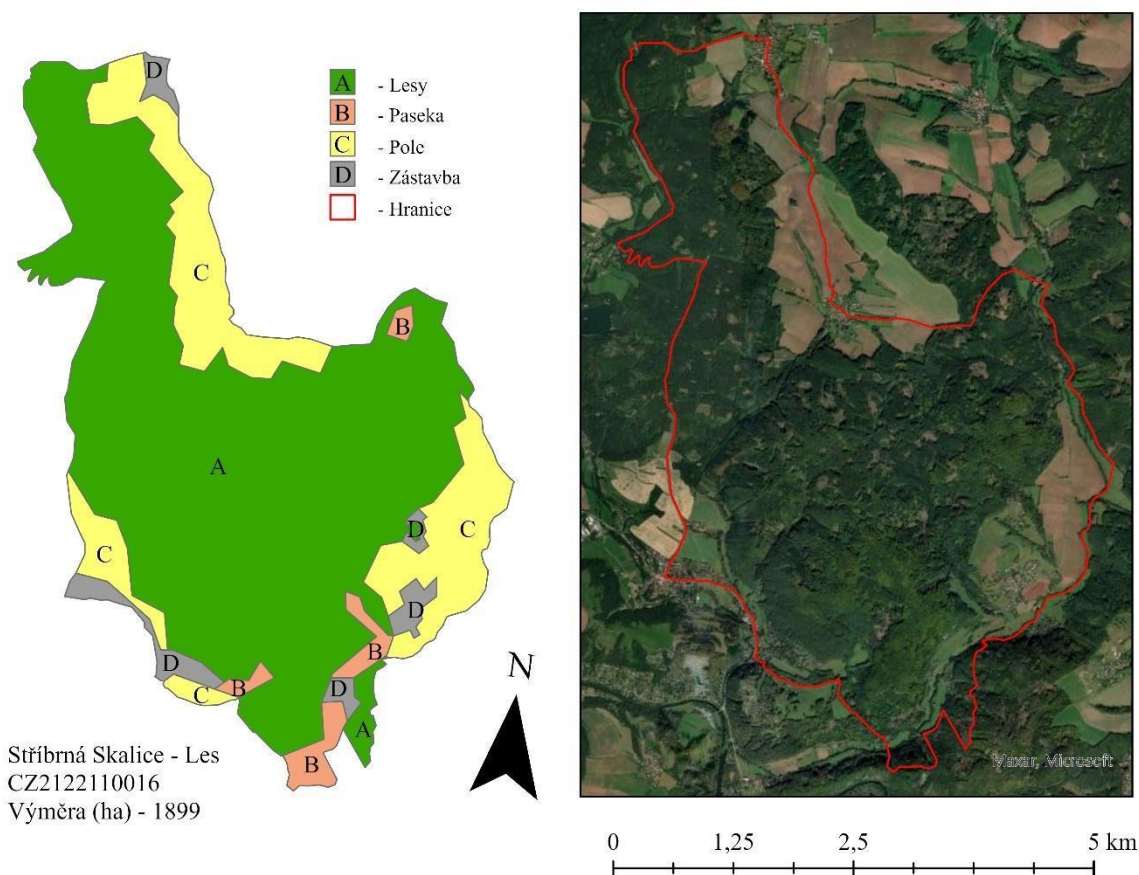 D
A - Lesy
B - Paseka
C - Pole
D - Zástavba
- Hranice
C
B
A
D
C
C
D
B
D
B
C
D
A
B
N
Stříbrná Skalice - Les
CZ2122110016
Výměra (ha) - 1899
Maxar, Microsoft
0 1,25 2,5 5 km